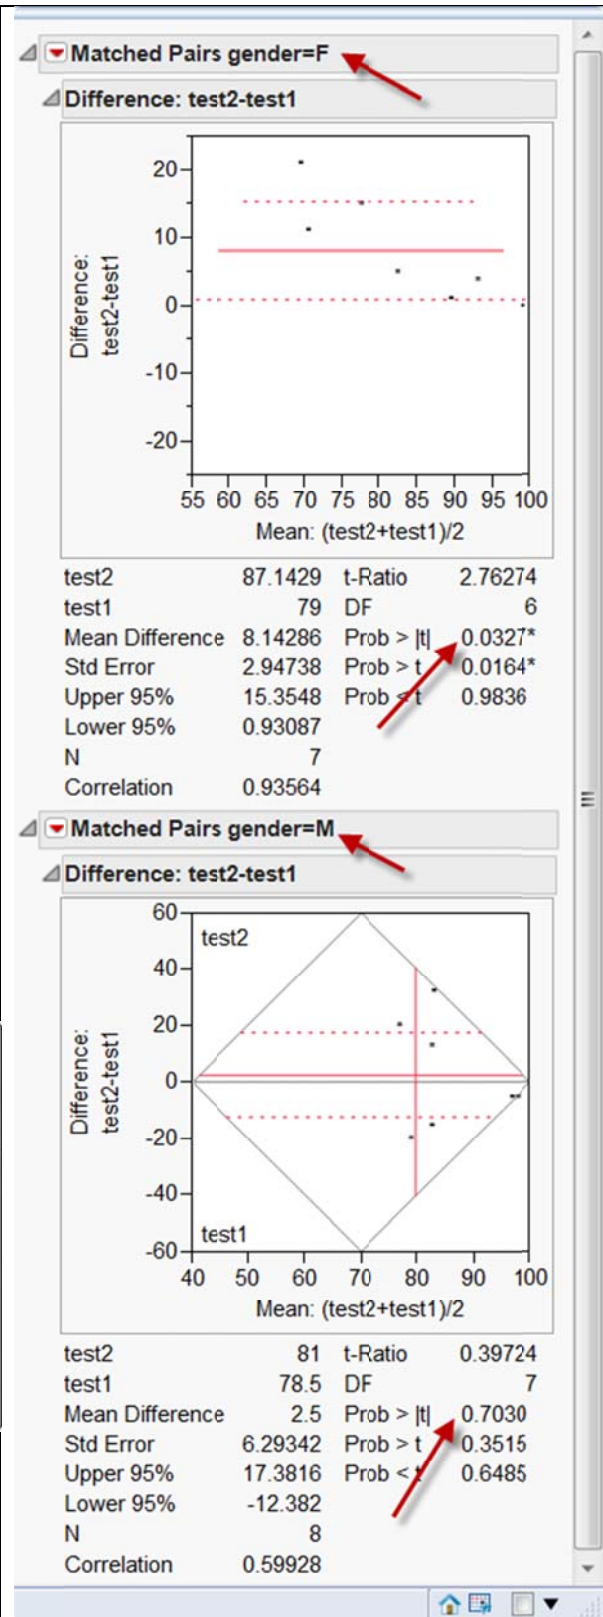 Matched Pairs gender=F
Difference: test2-test1
20
10
0
-10
-20
Difference:
test2-test1
55 60 65 70 75 80 85 90 95 100
Mean: (test2+test1)/2
test2 87.1429 t-Ratio 2.76274
test1 79 DF 6
Mean Difference 8.14286 Prob > |t| 0.0327*
Std Error 2.94738 Prob > t 0.0164*
Upper 95% 15.3548 Prob < t 0.9836
Lower 95% 0.93087
N 7
Correlation 0.93564
Matched Pairs gender=M
Difference: test2-test1
60
40
20
0
-20
-40
-60
Difference:
test2-test1
test2
test1
40 50 60 70 80 90 100
Mean: (test2+test1)/2
test2 81 t-Ratio 0.39724
test1 78.5 DF 7
Mean Difference 2.5 Prob > |t| 0.7030
Std Error 6.29342 Prob > t 0.3515
Upper 95% 17.3816 Prob < t 0.6485
Lower 95% -12.382
N 8
Correlation 0.59928